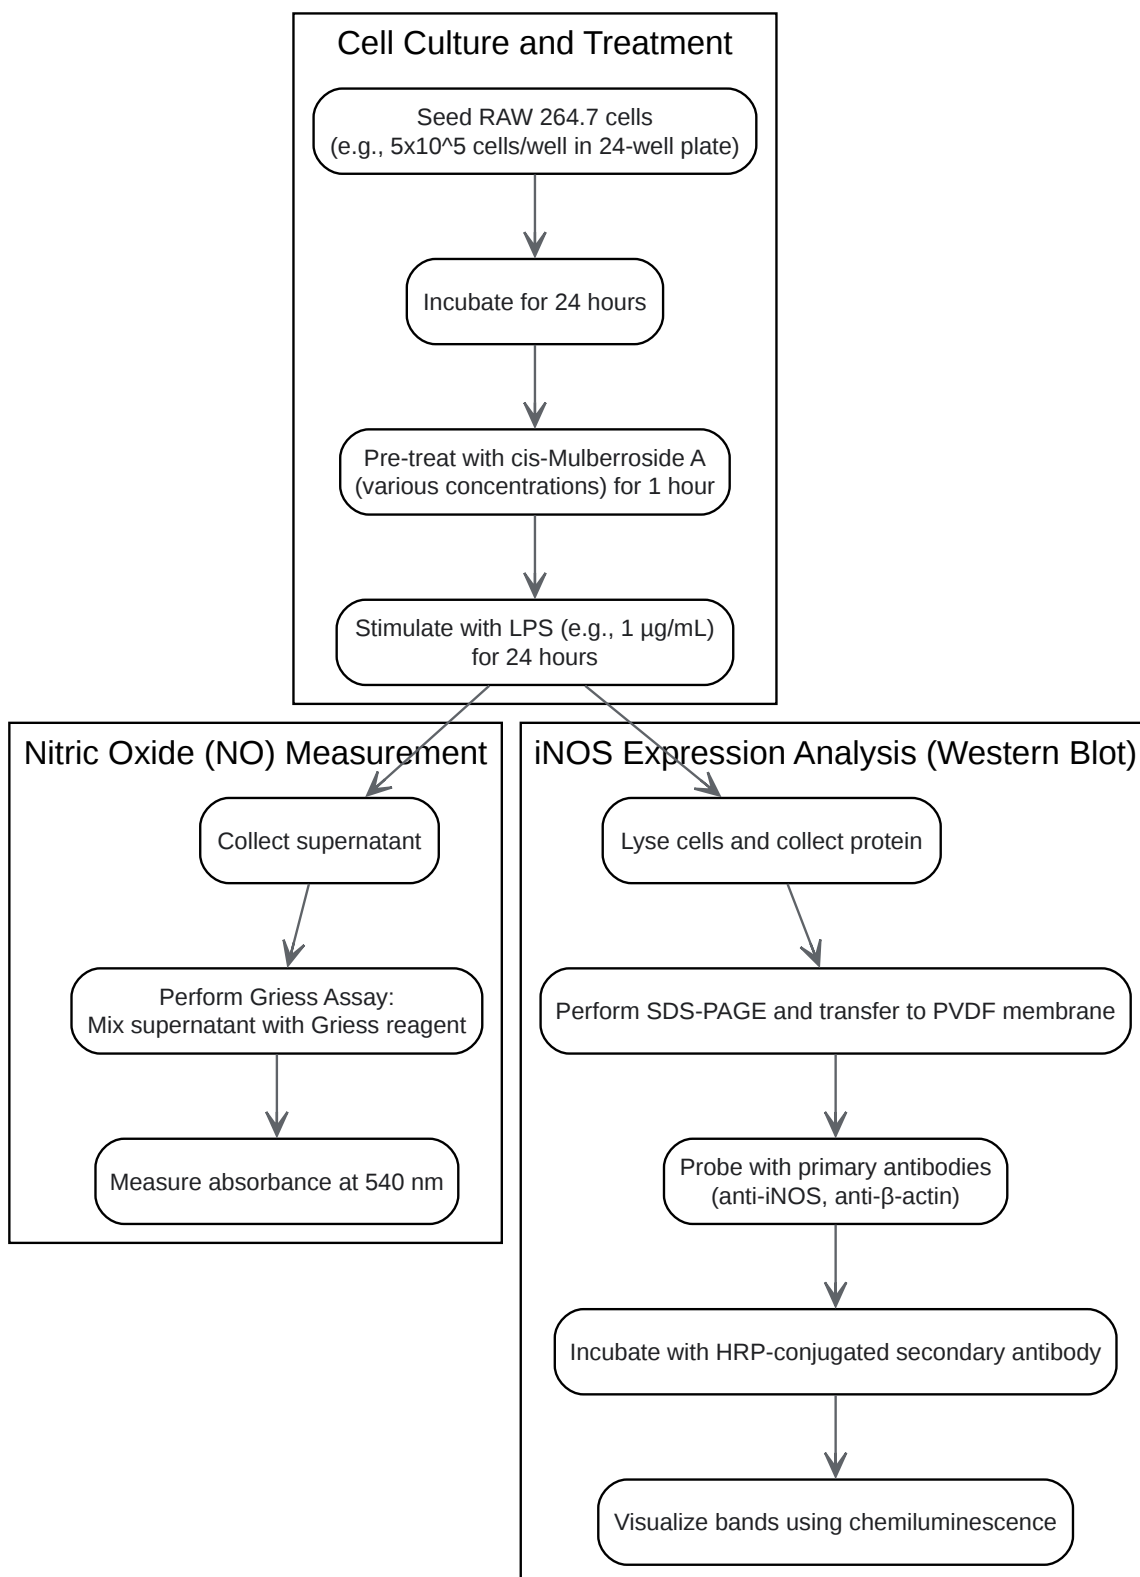 Cell Culture and Treatment
Seed RAW 264.7 cells
(e.g., 5x10^5 cells/well in 24-well plate)
Incubate for 24 hours
Pre-treat with cis-Mulberroside A
(various concentrations) for 1 hour
Stimulate with LPS (e.g., 1 µg/mL)
for 24 hours
Nitric Oxide (NO) Measurement
Collect supernatant
Perform Griess Assay:
Mix supernatant with Griess reagent
Measure absorbance at 540 nm
iNOS Expression Analysis (Western Blot)
Lyse cells and collect protein
Perform SDS-PAGE and transfer to PVDF membrane
Probe with primary antibodies
(anti-iNOS, anti-β-actin)
Incubate with HRP-conjugated secondary antibody
Visualize bands using chemiluminescence